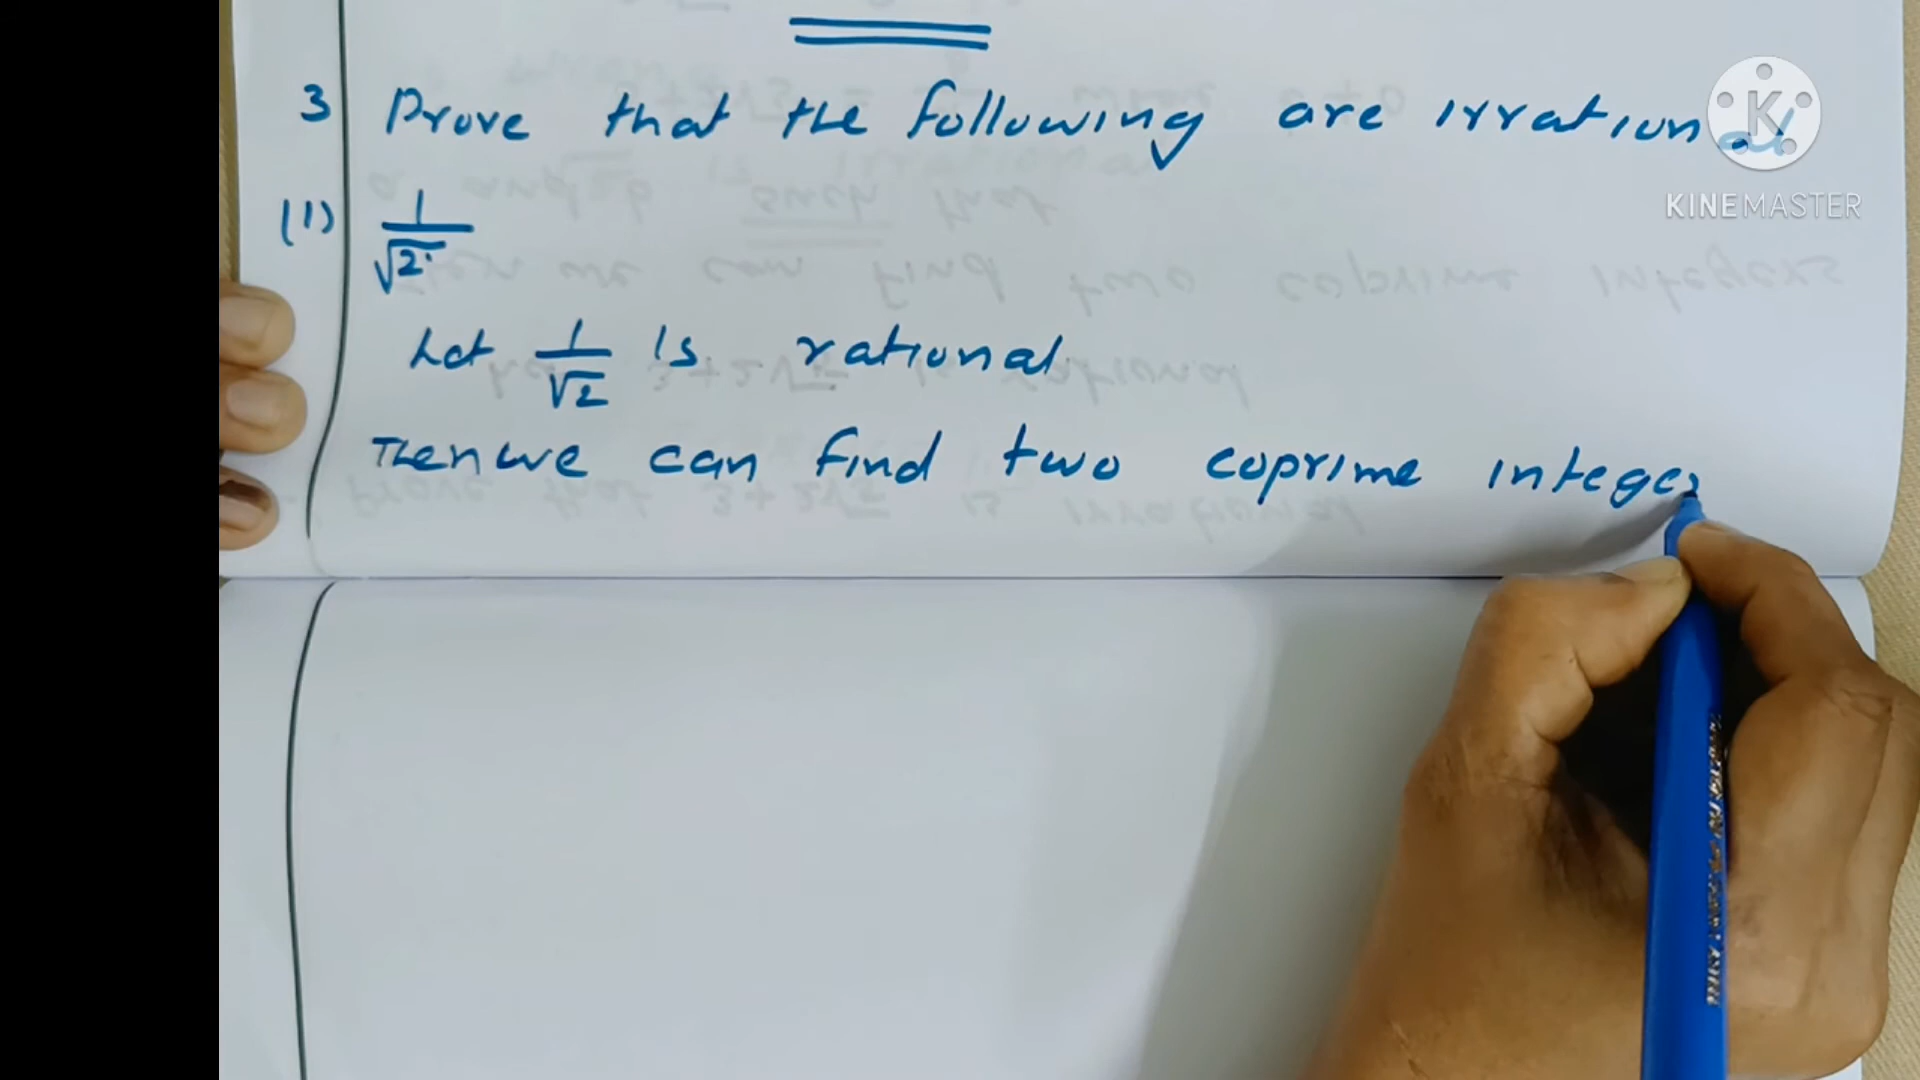 3 Prove that the following are irrational
(1) 1/√2
Let 1/√2 is rational
Then we can find two coprime integer
K
KINEMASTER